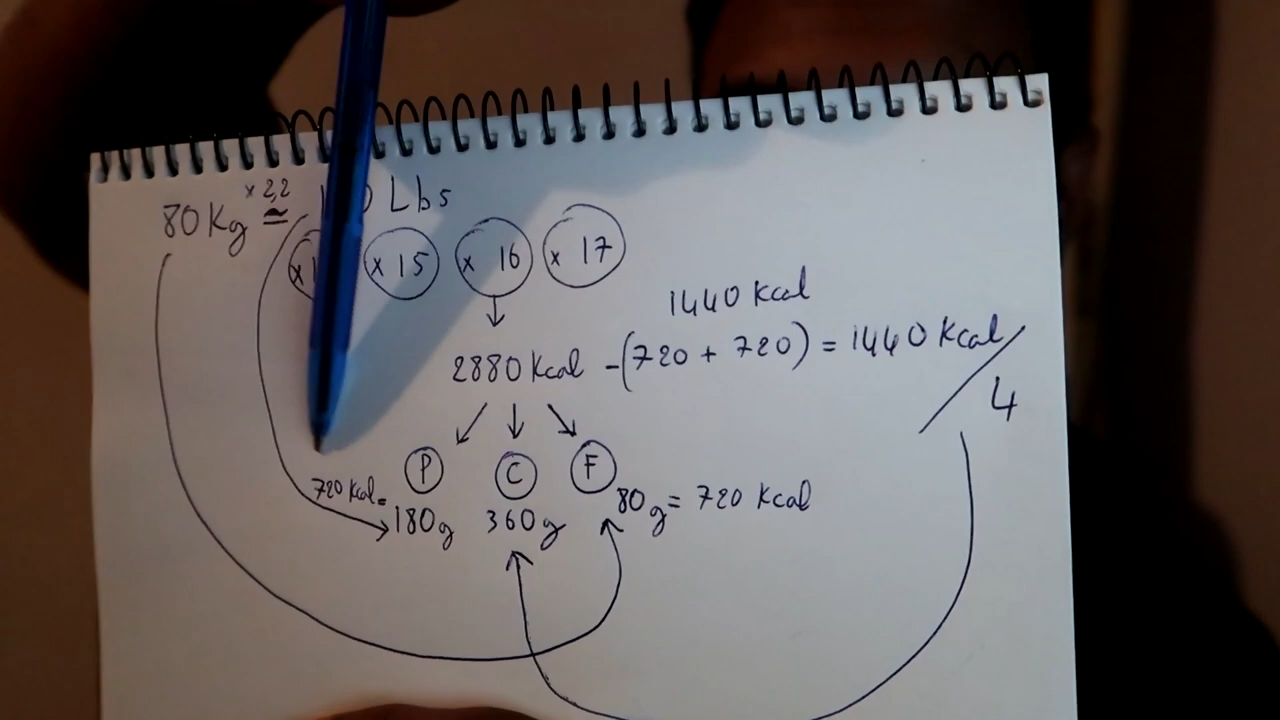 x 2,2
80 Kg ≅ Lbs
x 15 x 16 x 17
1440 Kcal
2880 Kcal -(720 + 720) = 1440 Kcal / 4
P C F
720 Kcal = 180g 360g 80g = 720 Kcal